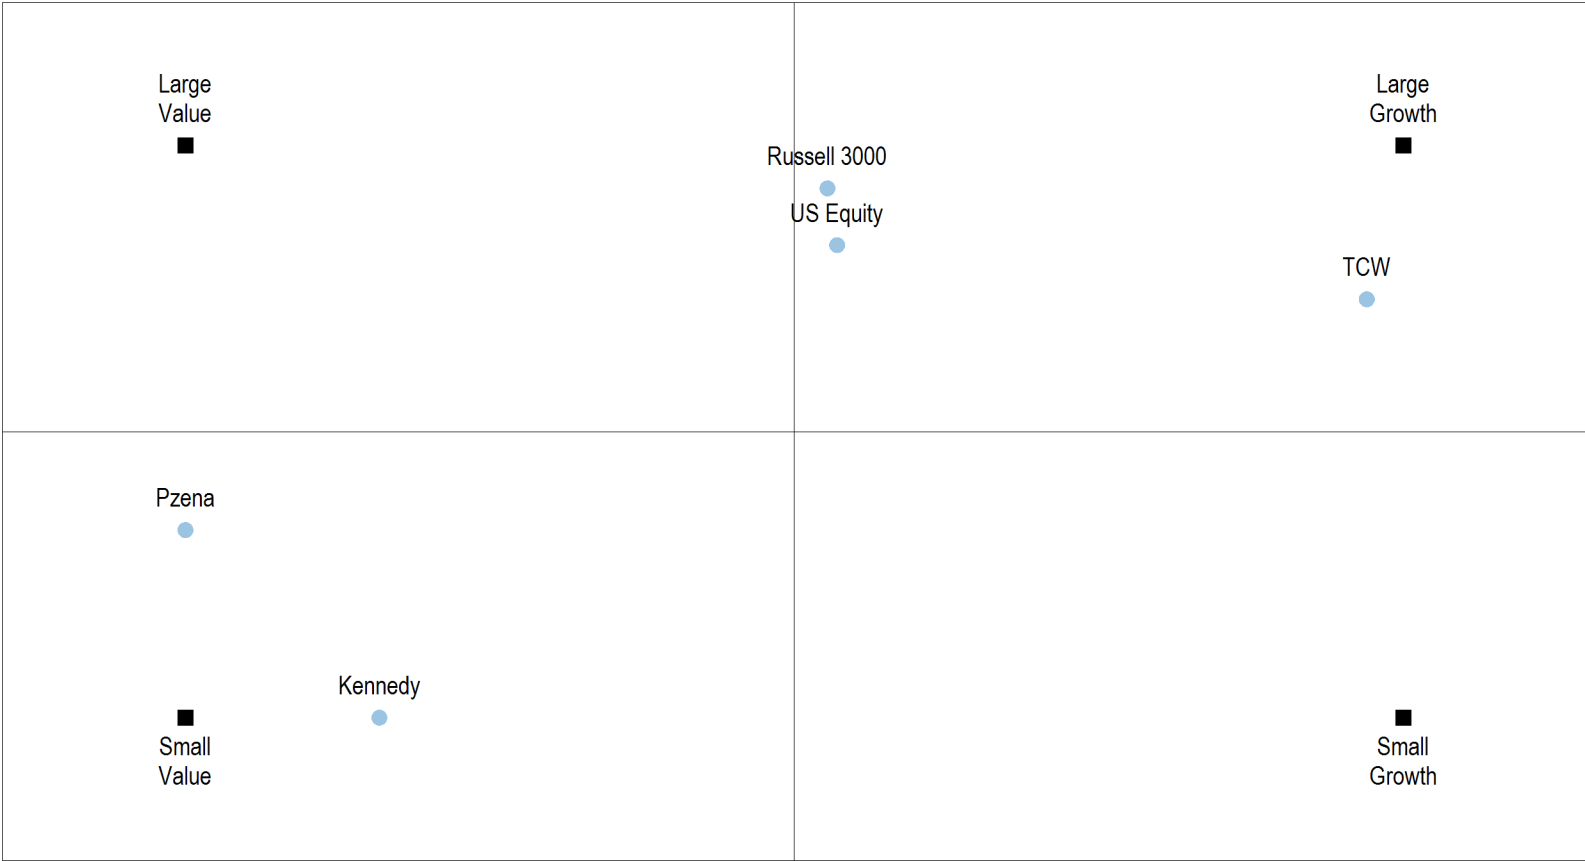 Large
Value
Large
Growth
Russell 3000
US Equity
TCW
Pzena
Kennedy
Small
Value
Small
Growth